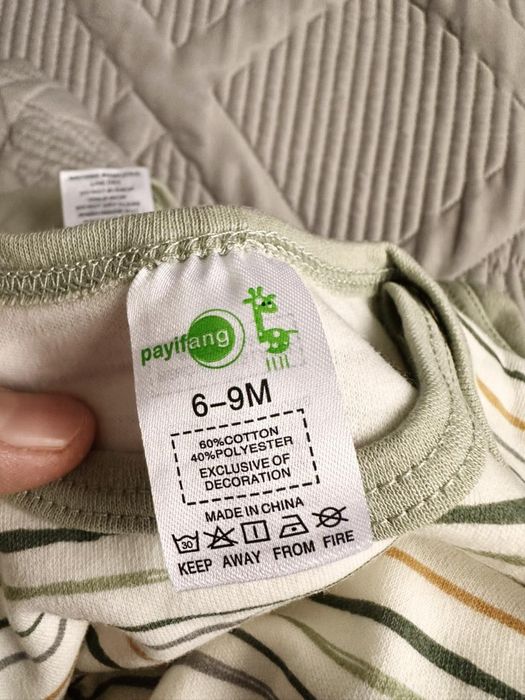 payifang
6-9M
60%COTTON
40%POLYESTER
EXCLUSIVE OF
DECORATION
MADE IN CHINA
30
KEEP AWAY FROM FIRE